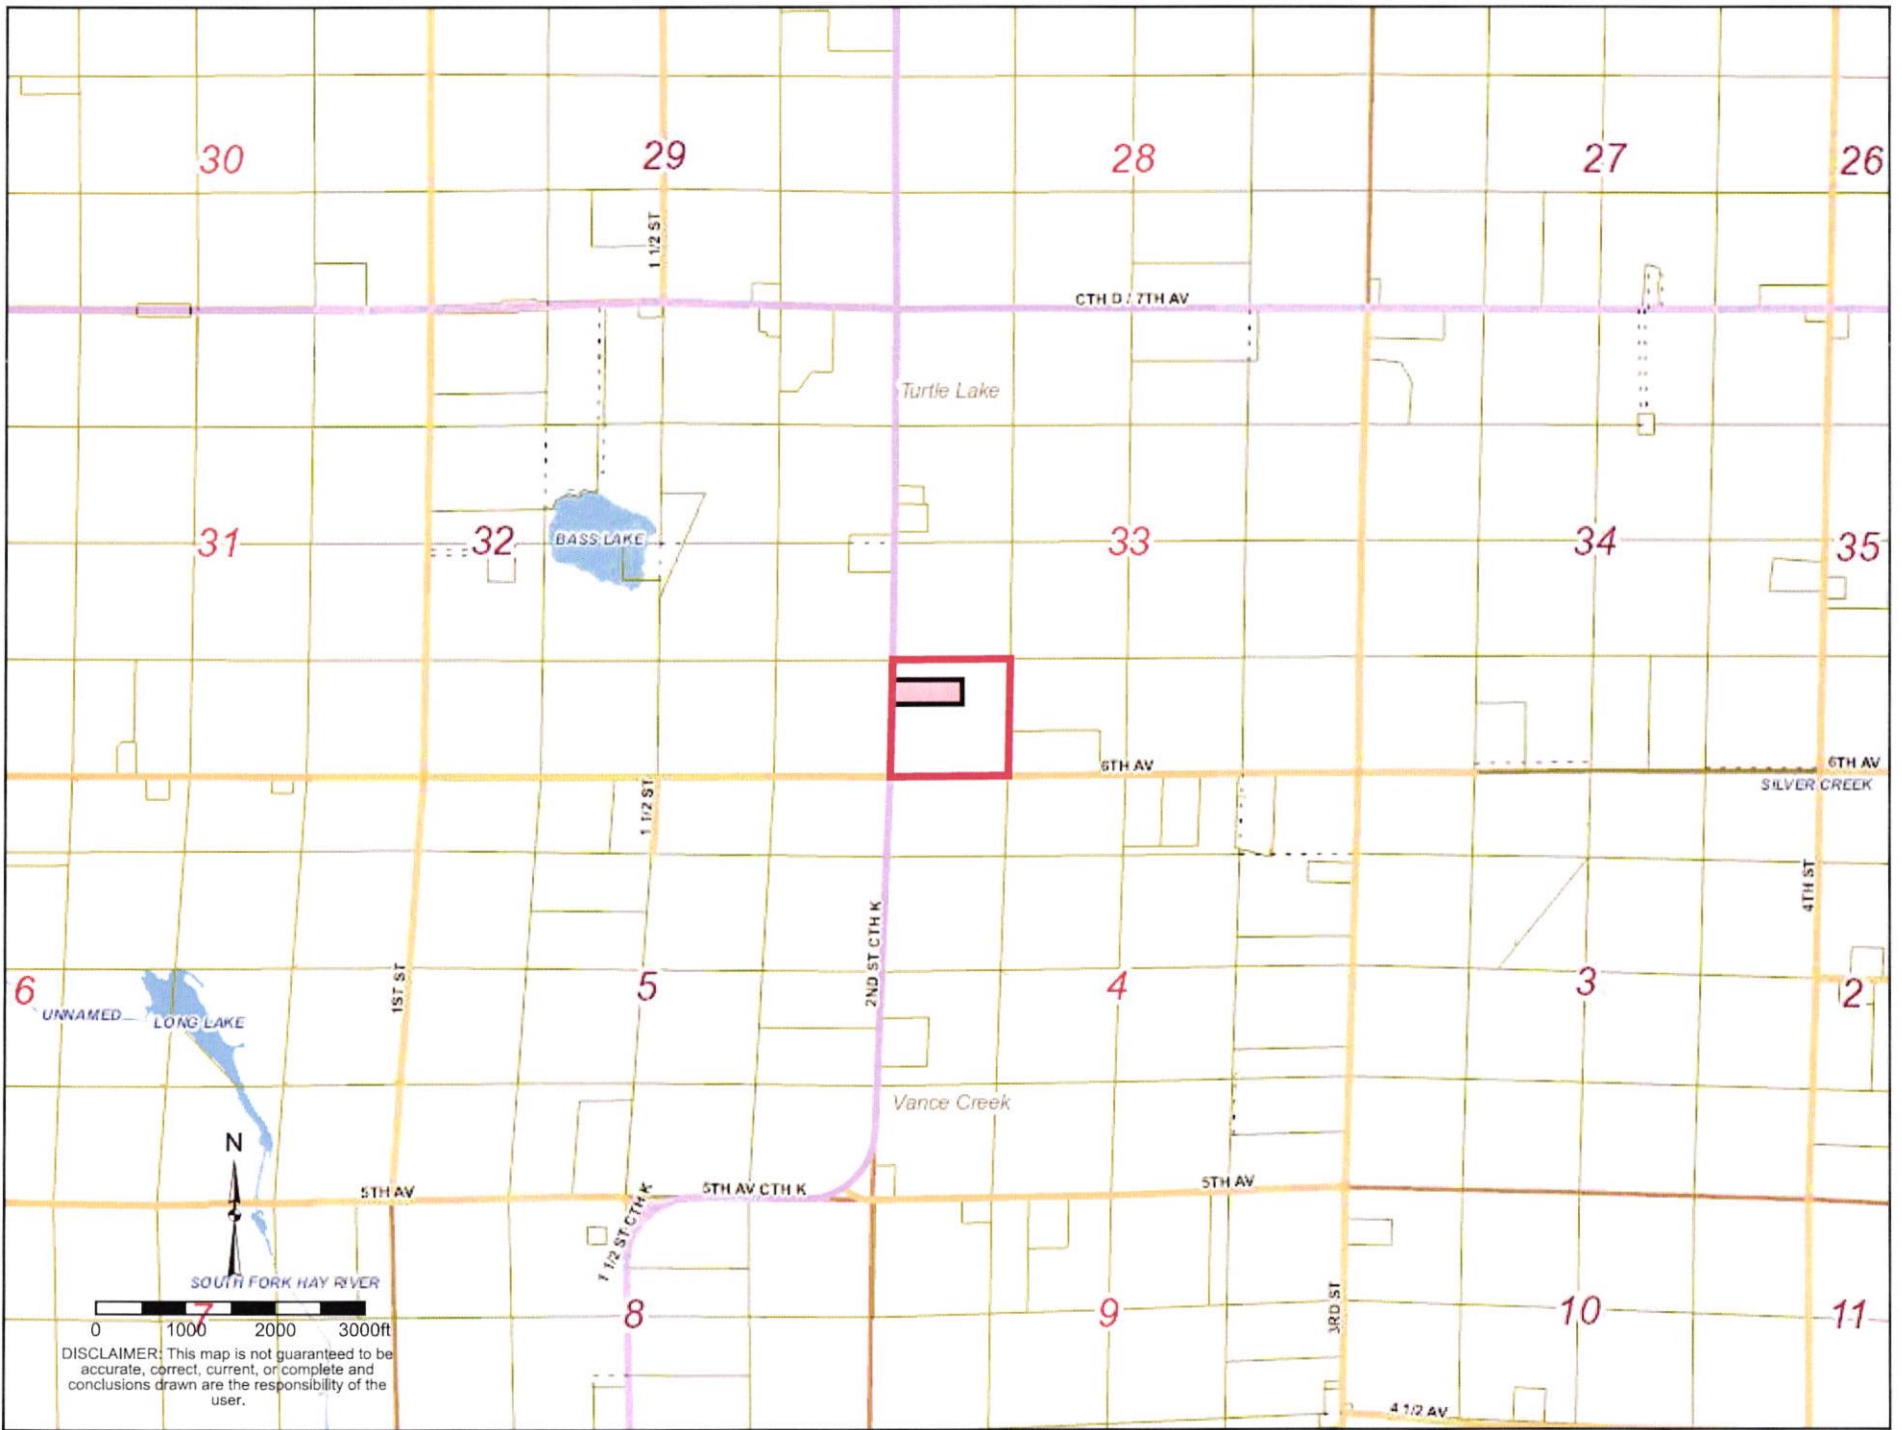 30
29
28
27
26
1 1/2 ST
CTH D / 7TH AV
Turtle Lake
31
32
BASS LAKE
33
34
35
6TH AV
6TH AV
SILVER CREEK
1 1/2 ST
4TH ST
2ND ST CTH K
1ST ST
6
5
4
3
2
UNNAMED
LONG LAKE
Vance Creek
N
5TH AV
5TH AV CTH K
5TH AV
1 1/2 ST CTH K
SOUTH FORK HAY RIVER
3RD ST
7
8
9
10
11
0 1000 2000 3000ft
DISCLAIMER: This map is not guaranteed to be
accurate, correct, current, or complete and
conclusions drawn are the responsibility of the
user.
4 1/2 AV